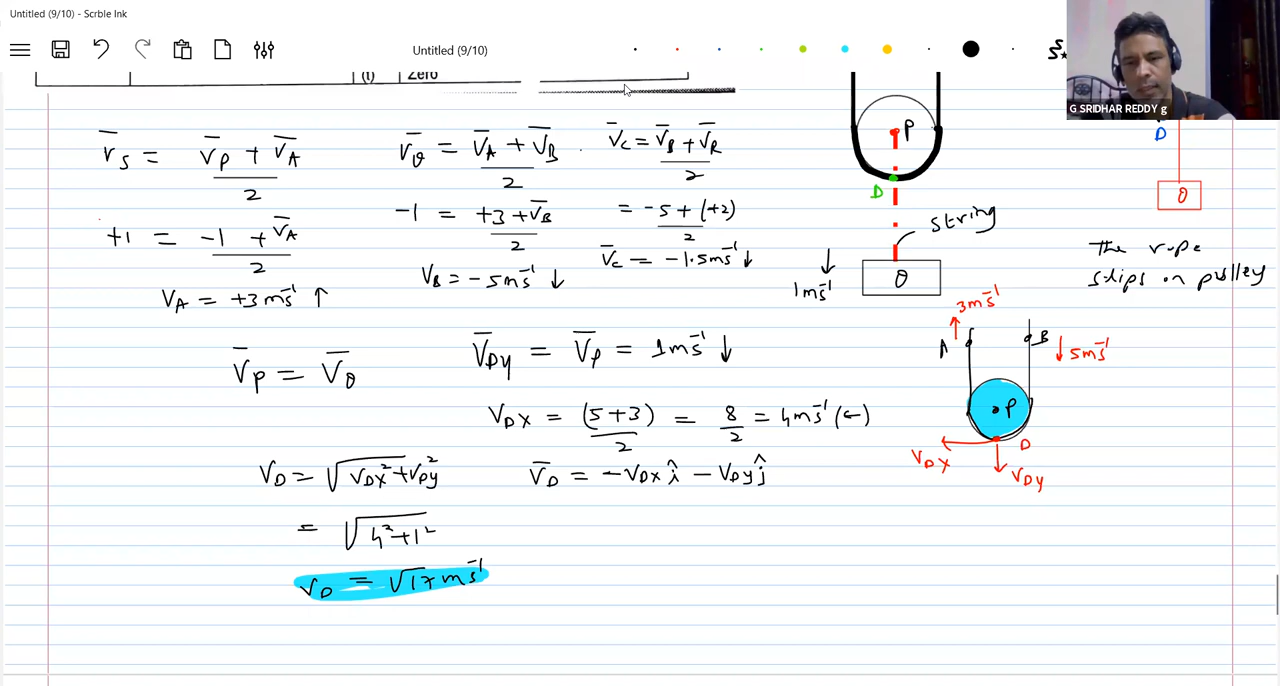 Untitled (9/10) - Scrble Ink
Untitled (9/10)
G SRIDHAR REDDY g
(t) Zero
V̅s = (V̅p + V̅A)/2
+1 = (-1 + V̅A)/2
VA = +3 ms⁻¹ ↑
V̅θ = (V̅A + V̅B)/2
-1 = (+3 + V̅B)/2
VB = -5 ms⁻¹ ↓
V̅C = (V̅B + V̅R)/2
= (-5 + (+2))/2
V̅C = -1.5 ms⁻¹ ↓
P
D
string
θ
1 ms⁻¹ ↓
D
θ
The rope
slips on pulley
V̅p = V̅θ
V̅Dy = V̅p = 1 ms⁻¹ ↓
VDx = (5+3)/2 = 8/2 = 4 ms⁻¹ (←)
VD = √(VDx² + VDy²)
V̅D = -VDx î - VDy ĵ
= √(4² + 1²)
VD = √17 ms⁻¹
3 ms⁻¹
A
B
↓ 5 ms⁻¹
P
D
VDx
VDy